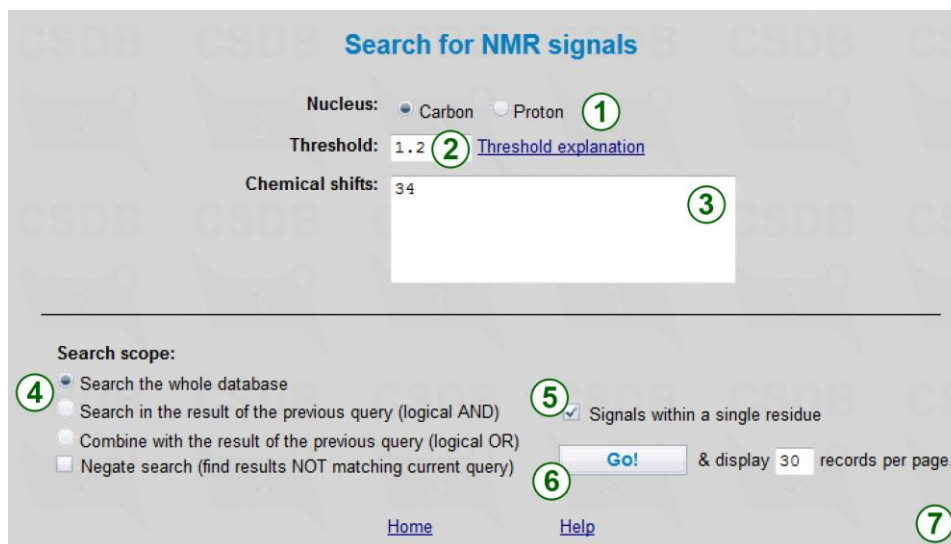 Search for NMR signals
Nucleus: Carbon Proton 1
Threshold: 1.2 2 Threshold explanation
Chemical shifts: 34 3
Search scope:
4 Search the whole database
Search in the result of the previous query (logical AND)
Combine with the result of the previous query (logical OR)
Negate search (find results NOT matching current query)
5 Signals within a single residue
6 Go! & display 30 records per page.
Home Help 7